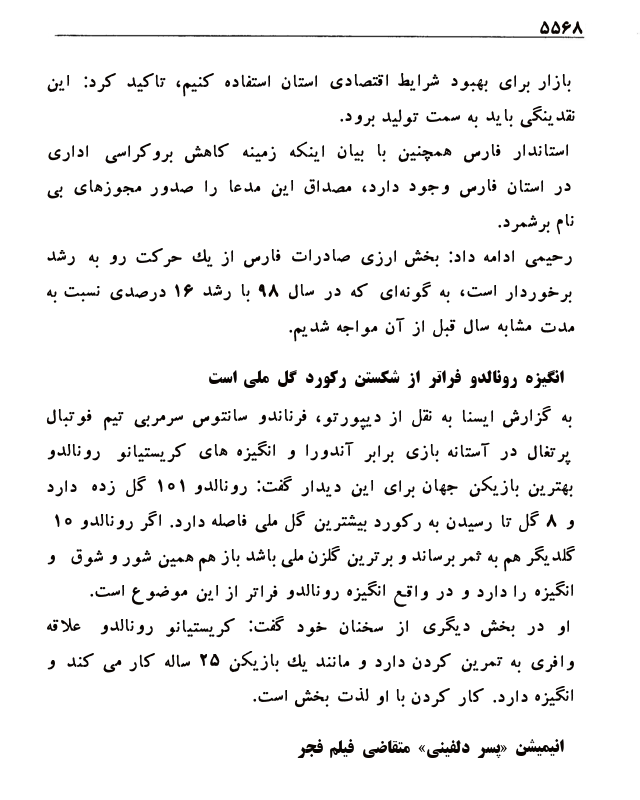 ۵۵۶۸
بازار برای بهبود شرایط اقتصادی استان استفاده کنیم، تاکید کرد: این
نقدینگی باید به سمت تولید برود.
استاندار فارس همچنین با بیان اینکه زمینه کاهش بروکراسی اداری
در استان فارس وجود دارد، مصداق این مدعا را صدور مجوزهای بی
نام برشمرد.
رحیمی ادامه داد: بخش ارزی صادرات فارس از یك حرکت رو به رشد
برخوردار است، به گونه‌ای که در سال ۹۸ با رشد ۱۶ درصدی نسبت به
مدت مشابه سال قبل از آن مواجه شدیم.
انگیزه رونالدو فراتر از شکستن رکورد گل ملی است
به گزارش ایسنا به نقل از دیپورتو، فرناندو سانتوس سرمربی تیم فوتبال
پرتغال در آستانه بازی برابر آندورا و انگیزه های کریستیانو رونالدو
بهترین بازیکن جهان برای این دیدار گفت: رونالدو ۱۰۱ گل زده دارد
و ۸ گل تا رسیدن به رکورد بیشترین گل ملی فاصله دارد. اگر رونالدو ۱۰
گلدیگر هم به ثمر برساند و برترین گلزن ملی باشد باز هم همین شور و شوق و
انگیزه را دارد و در واقع انگیزه رونالدو فراتر از این موضوع است.
او در بخش دیگری از سخنان خود گفت: کریستیانو رونالدو علاقه
وافری به تمرین کردن دارد و مانند یك بازیکن ۲۵ ساله کار می کند و
انگیزه دارد. کار کردن با او لذت بخش است.
انیمیشن «پسر دلفینی» متقاضی فیلم فجر